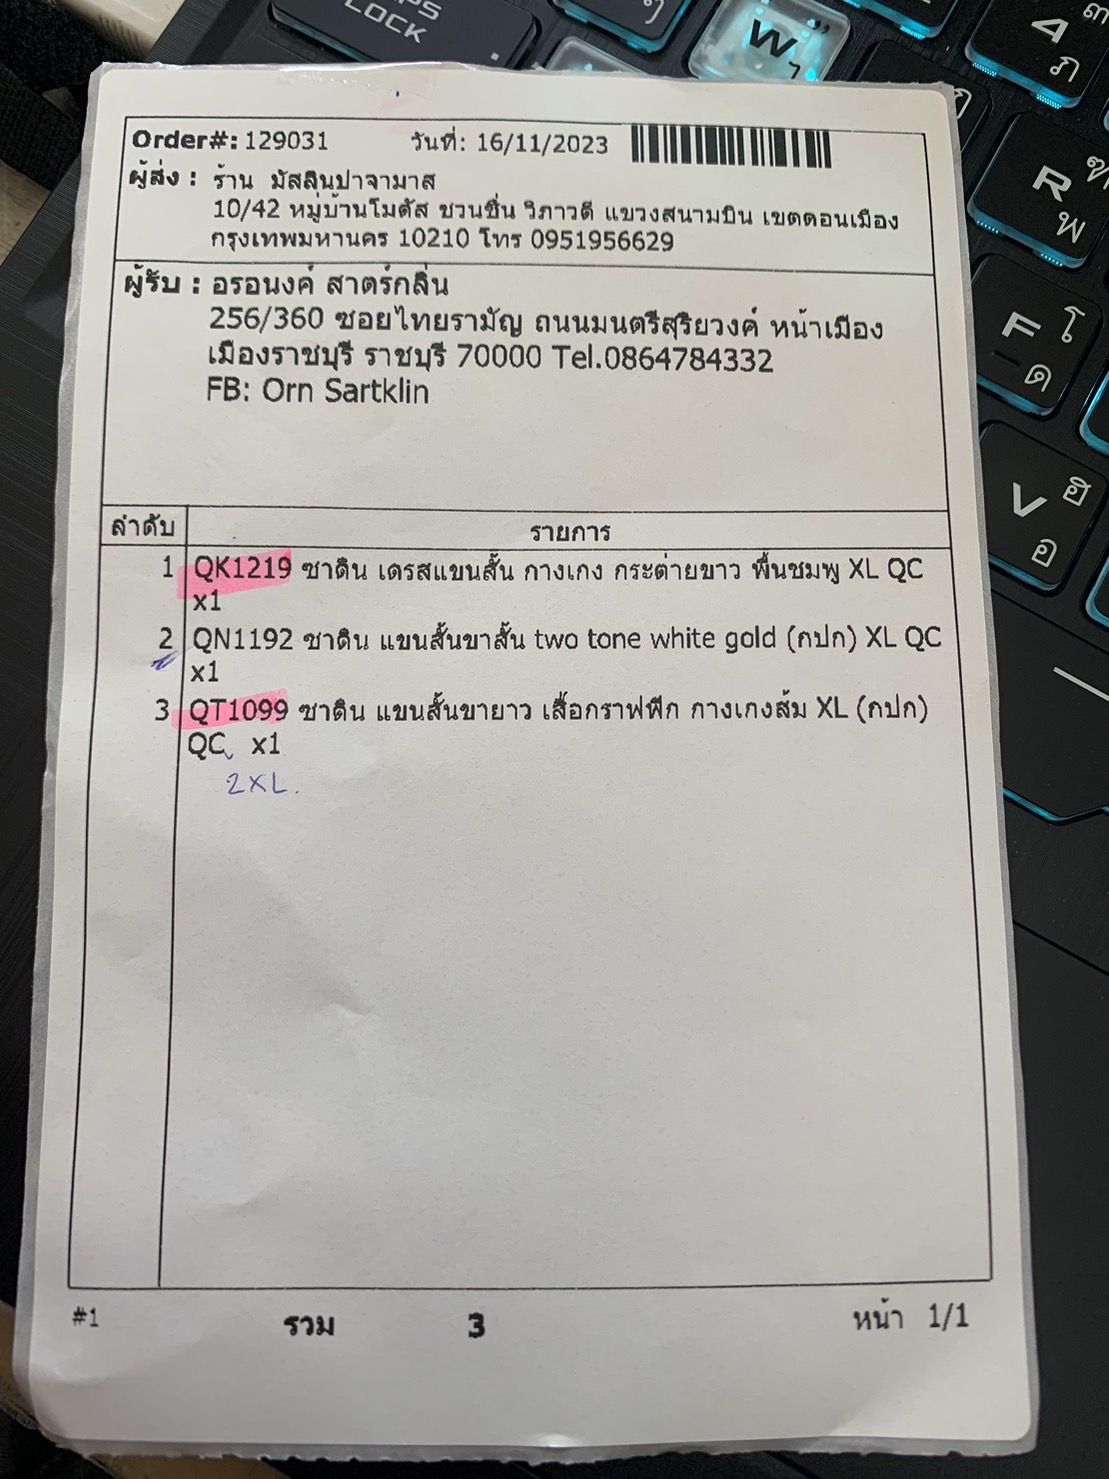 PS
LOCK
W
ฦ
ภ
R
พ
F โ
ด
V ฮ
อ
Order#: 129031 วันที่: 16/11/2023
ผู้ส่ง : ร้าน มัสลินปาจามาส
10/42 หมู่บ้านโมดัส ชวนชื่น วิภาวดี แขวงสนามบิน เขตดอนเมือง
กรุงเทพมหานคร 10210 โทร 0951956629
ผู้รับ : อรอนงค์ สาตร์กลิ่น
256/360 ซอยไทยรามัญ ถนนมนตรีสุริยวงค์ หน้าเมือง
เมืองราชบุรี ราชบุรี 70000 Tel.0864784332
FB: Orn Sartklin
ลำดับ รายการ
1 QK1219 ซาติน เดรสแขนสั้น กางเกง กระต่ายขาว พื้นชมพู XL QC
x1
2 QN1192 ซาติน แขนสั้นขาสั้น two tone white gold (กปก) XL QC
x1
3 QT1099 ซาติน แขนสั้นขายาว เสื้อกราฟฟิก กางเกงส้ม XL (กปก)
QC x1
2XL.
#1 รวม 3 หน้า 1/1